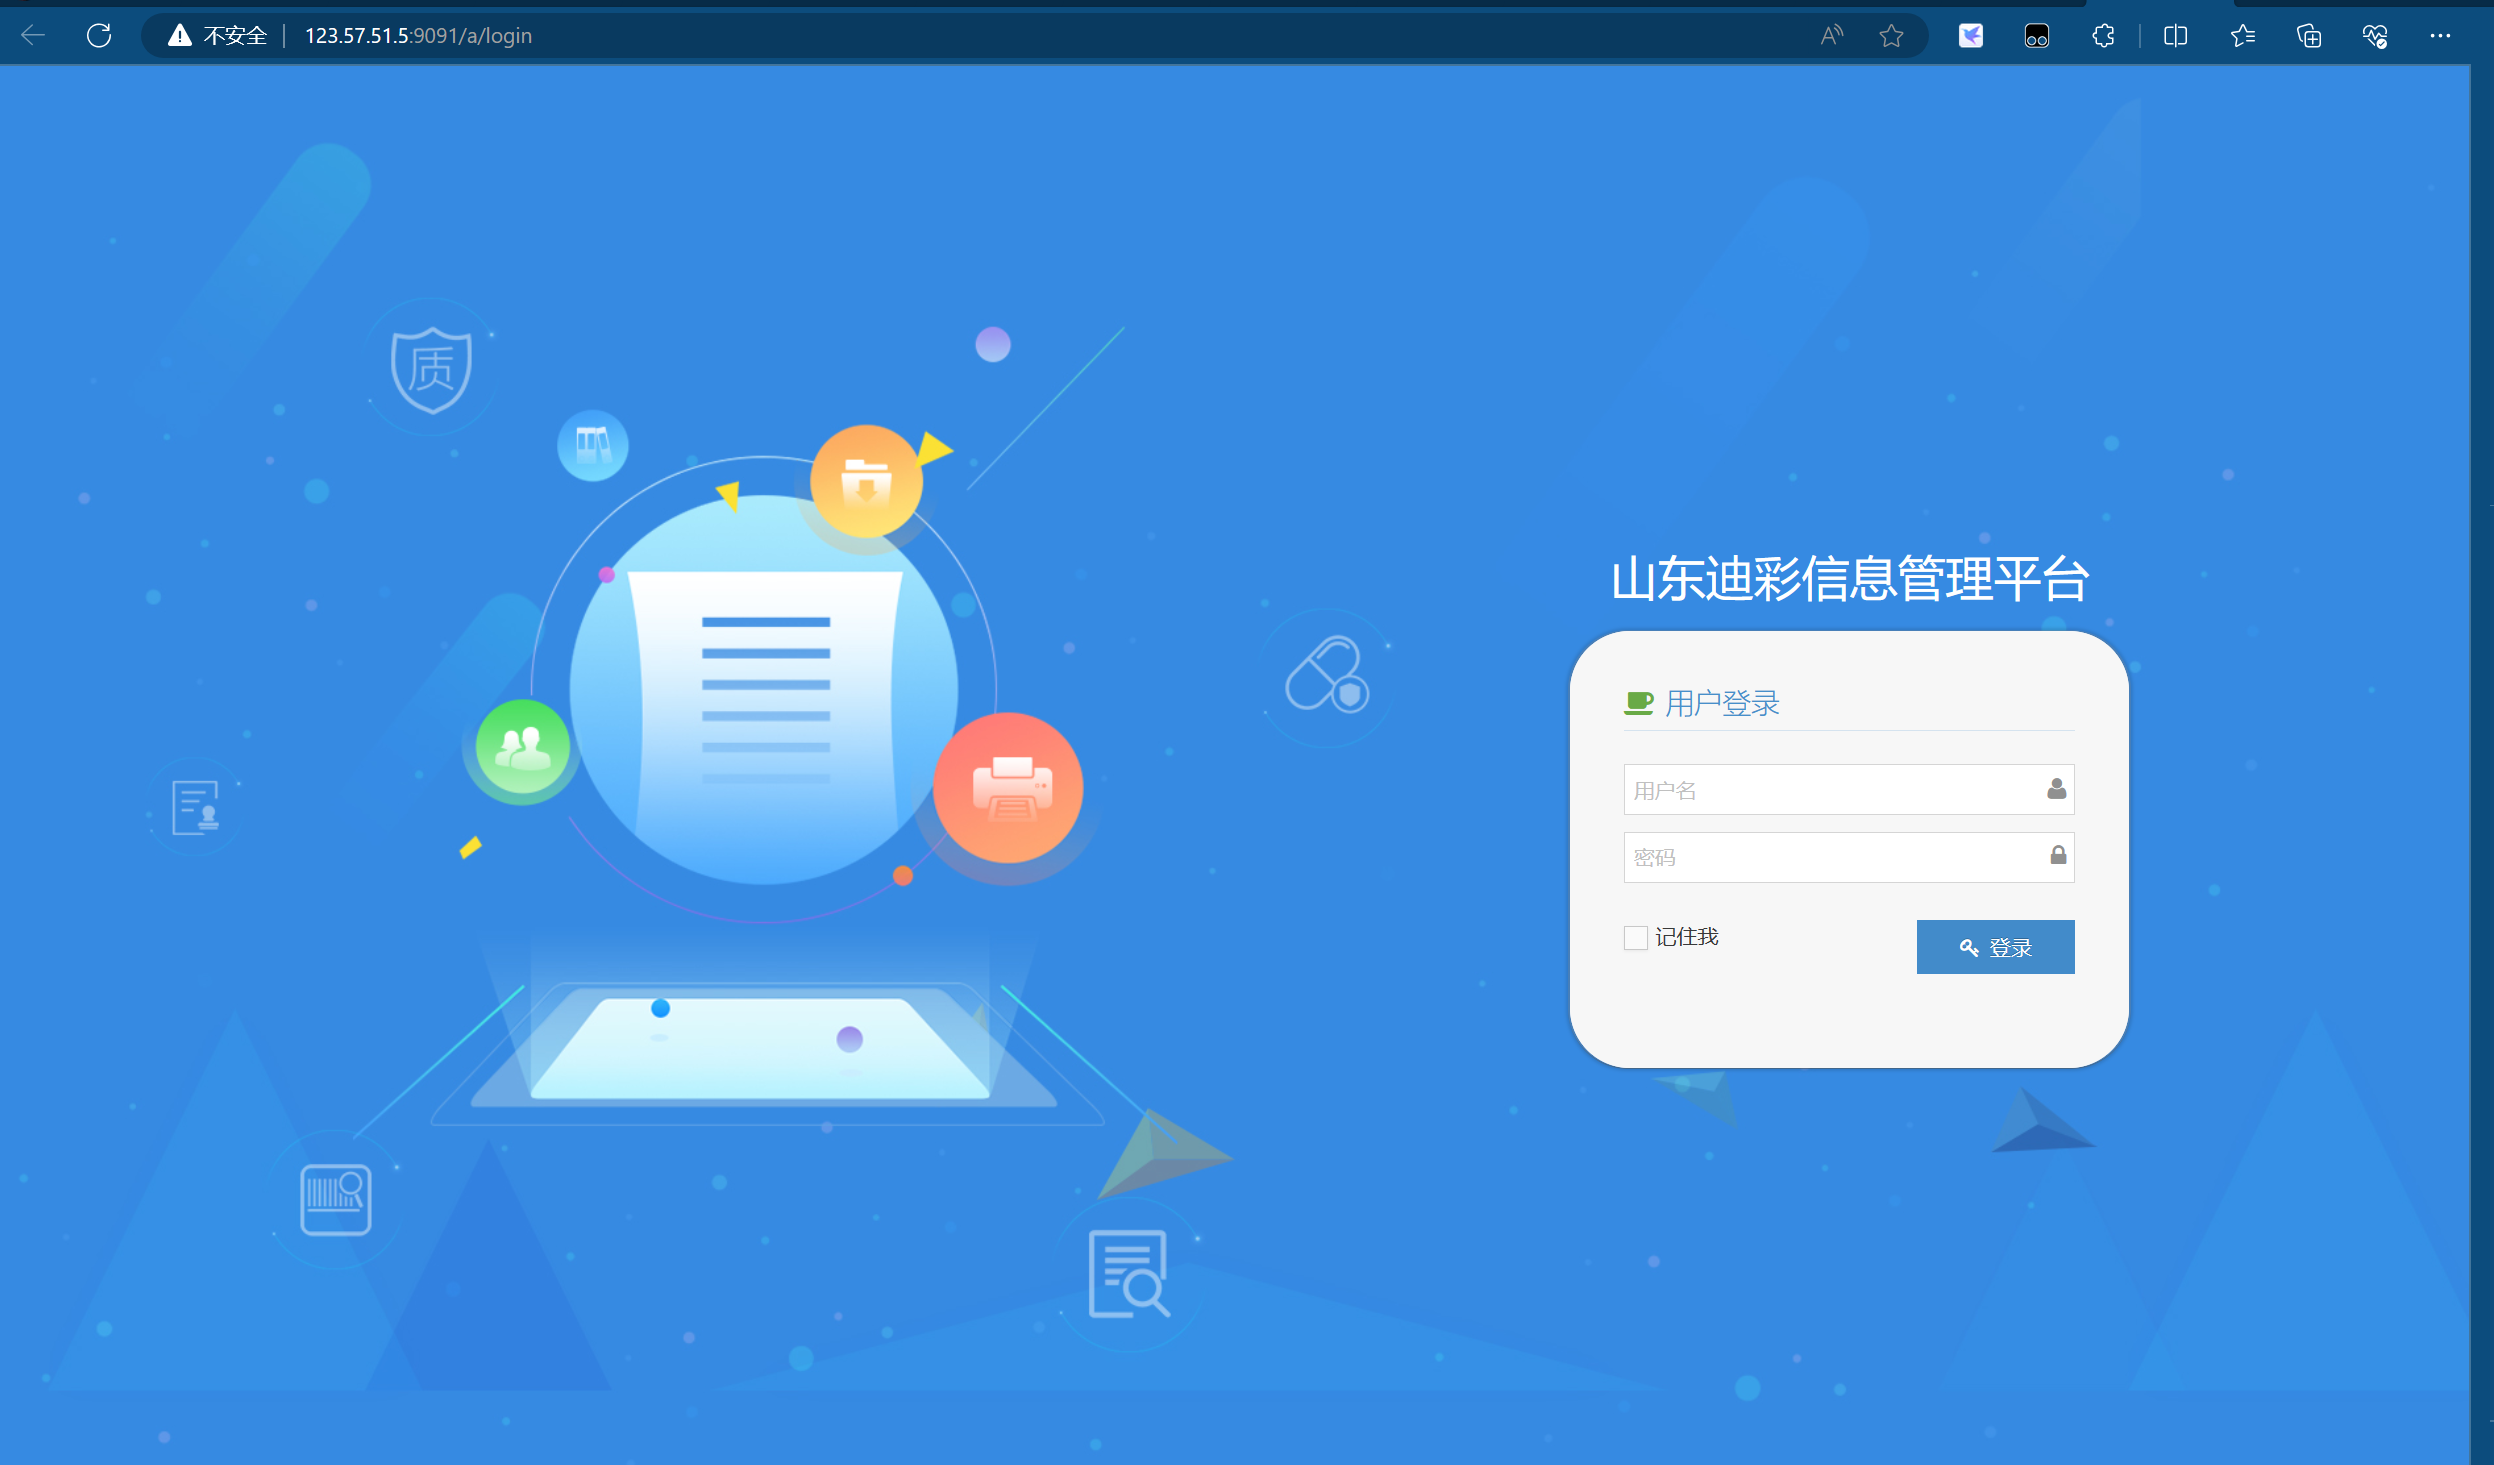 不安全
123.57.51.5:9091/a/login
质
山东迪彩信息管理平台
用户登录
用户名
密码
记住我
登录